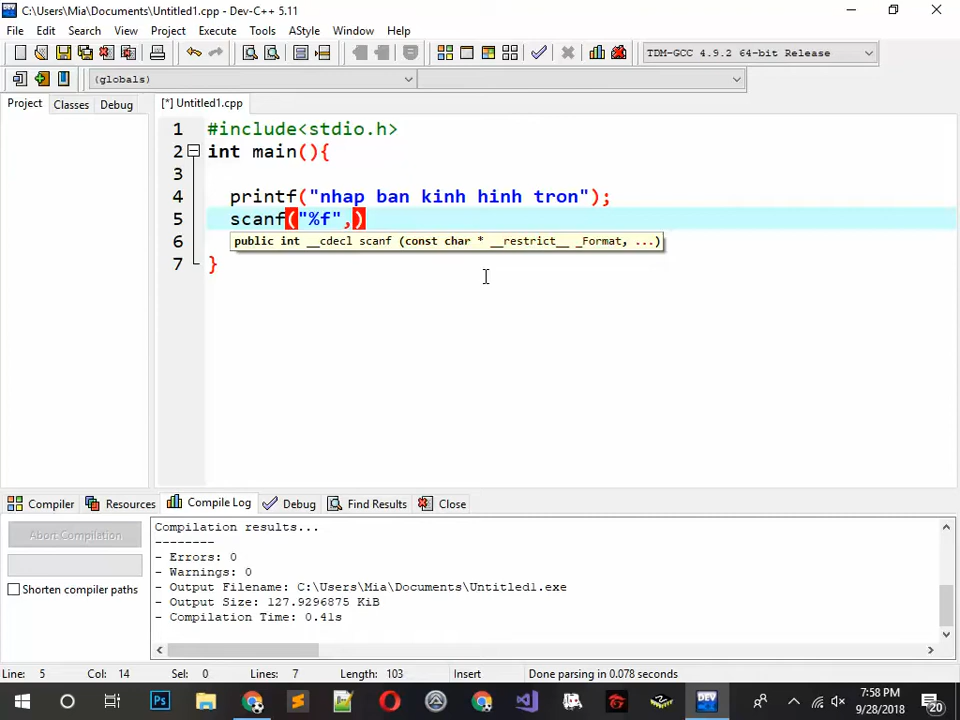 C:\Users\Mia\Documents\Untitled1.cpp - Dev-C++ 5.11
File Edit Search View Project Execute Tools AStyle Window Help
TDM-GCC 4.9.2 64-bit Release
(globals)
Project Classes Debug [*] Untitled1.cpp
1 #include<stdio.h>
2 int main(){
3
4 printf("nhap ban kinh hinh tron");
5 scanf("%f",)
6 public int __cdecl scanf (const char * __restrict__ _Format, ...)
7 }
Compiler Resources Compile Log Debug Find Results Close
Abort Compilation
Shorten compiler paths
Compilation results...
--------
- Errors: 0
- Warnings: 0
- Output Filename: C:\Users\Mia\Documents\Untitled1.exe
- Output Size: 127.9296875 KiB
- Compilation Time: 0.41s
Line: 5 Col: 14 Sel: 0 Lines: 7 Length: 103 Insert Done parsing in 0.078 seconds
Ps
DEV
7:58 PM
9/28/2018
20